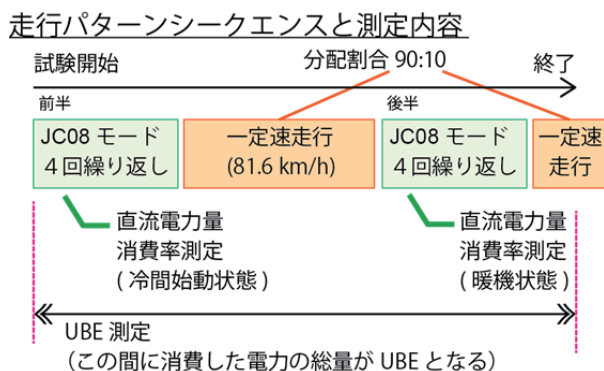 走行パターンシークエンスと測定内容
試験開始
分配割合 90:10
終了
前半
後半
JC08 モード
４回繰り返し
一定速走行
(81.6 km/h)
JC08 モード
４回繰り返し
一定速
走行
直流電力量
消費率測定
( 冷間始動状態 )
直流電力量
消費率測定
( 暖機状態 )
UBE 測定
（この間に消費した電力の総量が UBE となる）